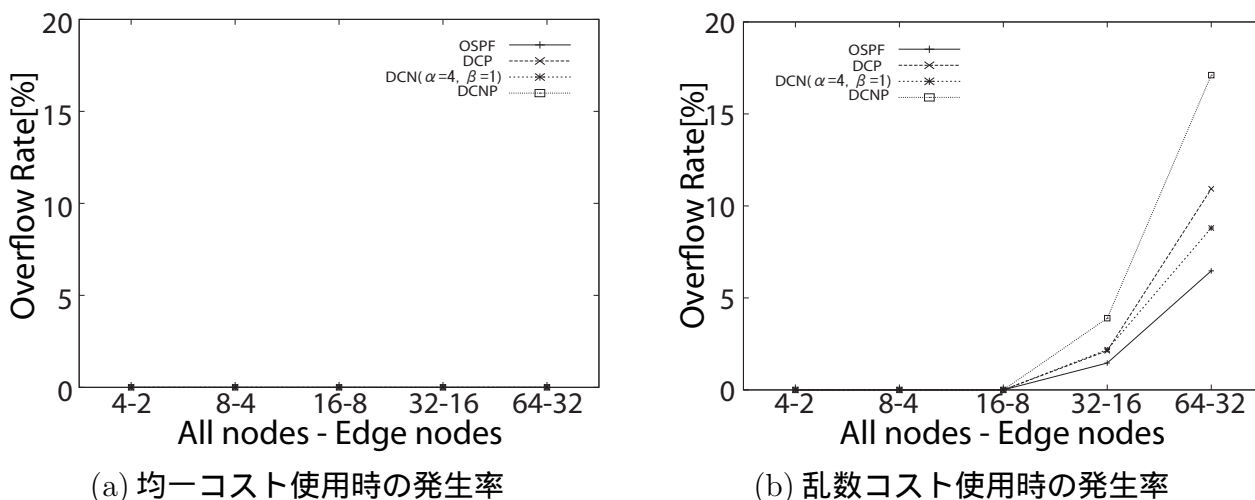 20
15
10
5
0
Overflow Rate[%]
OSPF
DCP
DCN(α=4, β=1)
DCNP
4-2 8-4 16-8 32-16 64-32
All nodes - Edge nodes
(a) 均一コスト使用時の発生率
20
15
10
5
0
Overflow Rate[%]
OSPF
DCP
DCN(α=4, β=1)
DCNP
4-2 8-4 16-8 32-16 64-32
All nodes - Edge nodes
(b) 乱数コスト使用時の発生率